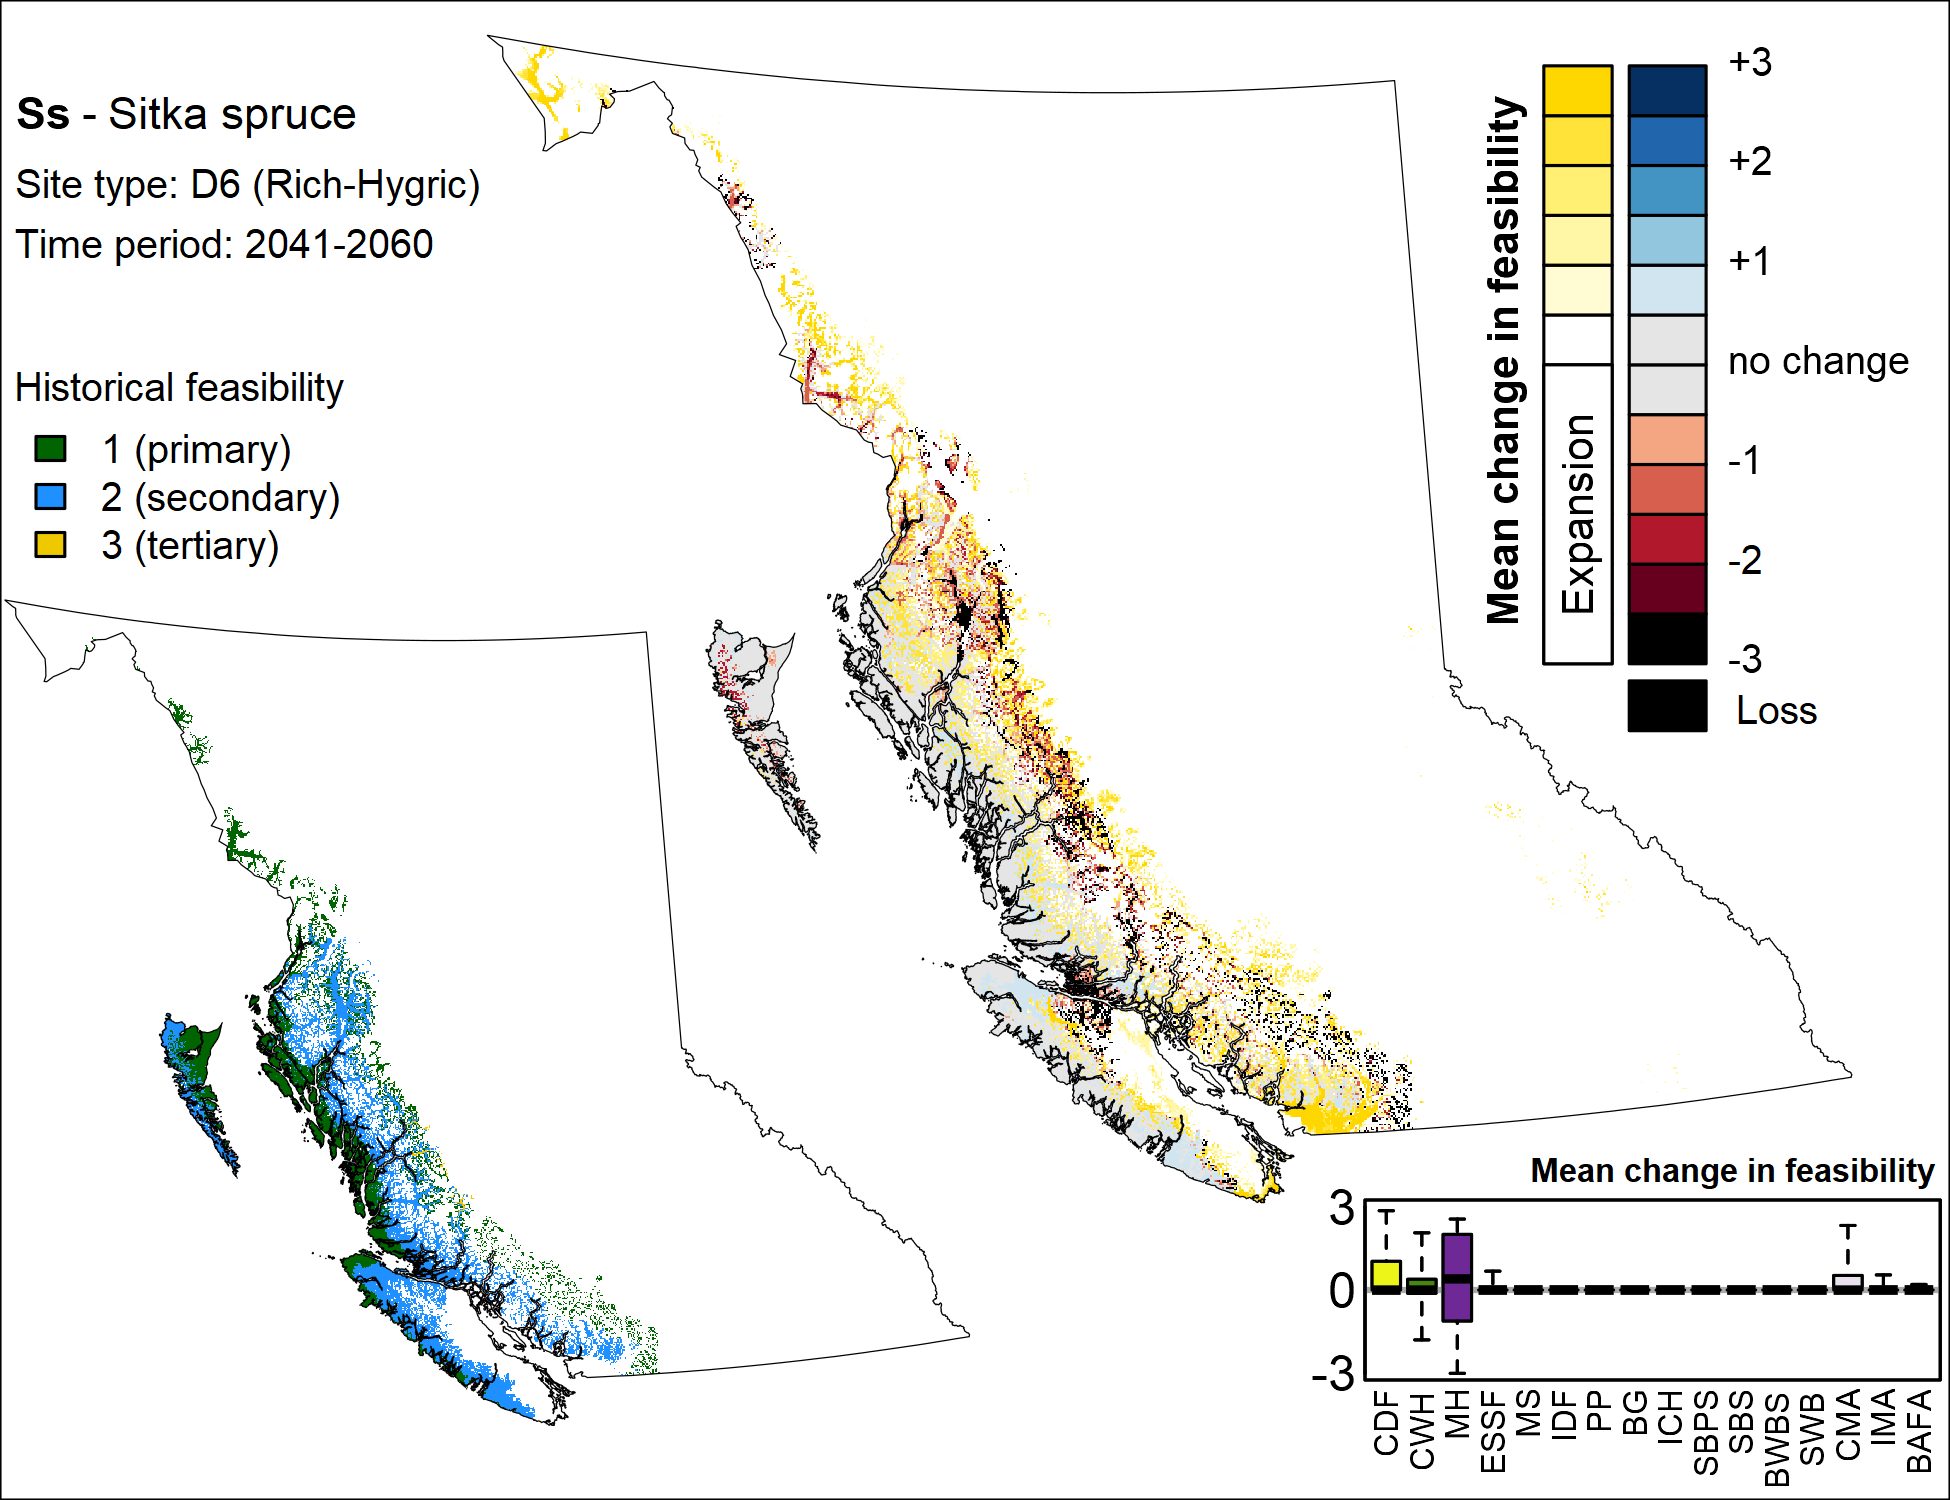 Ss - Sitka spruce
Site type: D6 (Rich-Hygric)
Time period: 2041-2060
Historical feasibility
1 (primary)
2 (secondary)
3 (tertiary)
Mean change in feasibility
Expansion
+3
+2
+1
no change
-1
-2
-3
Loss
Mean change in feasibility
3
0
-3
CDF
CWH
MH
ESSF
MS
IDF
PP
BG
ICH
SBPS
SBS
BWBS
SWB
CMA
IMA
BAFA